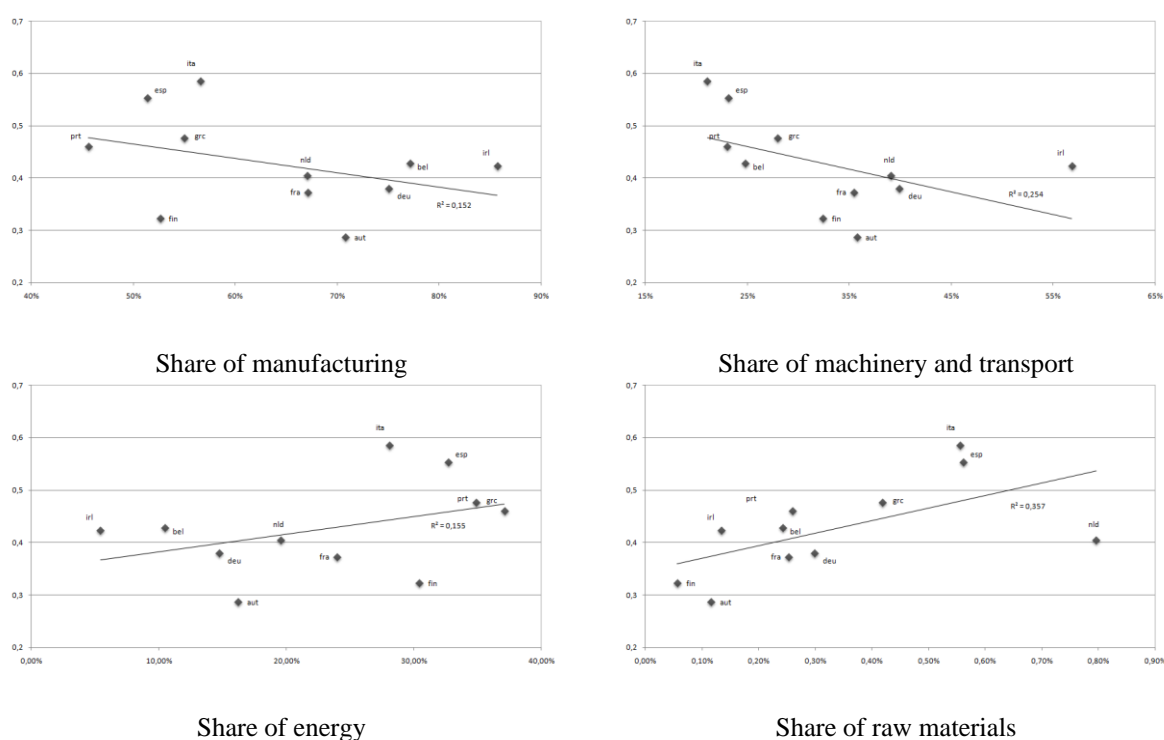 0,7
0,6
0,5
0,4
0,3
0,2
ita
esp
prt
grc
nld
bel
irl
fra
deu
fin
aut
R² = 0,152
40% 50% 60% 70% 80% 90%
Share of manufacturing
0,7
0,6
0,5
0,4
0,3
0,2
ita
esp
prt
grc
bel
nld
irl
fra
deu
fin
aut
R² = 0,254
15% 25% 35% 45% 55% 65%
Share of machinery and transport
0,7
0,6
0,5
0,4
0,3
0,2
ita
esp
prt grc
irl
bel
nld
R² = 0,155
deu
fra
fin
aut
0,00% 10,00% 20,00% 30,00% 40,00%
Share of energy
0,7
0,6
0,5
0,4
0,3
0,2
ita
esp
prt
grc
R² = 0,357
irl
bel
nld
fra
deu
fin
aut
0,00% 0,10% 0,20% 0,30% 0,40% 0,50% 0,60% 0,70% 0,80% 0,90%
Share of raw materials